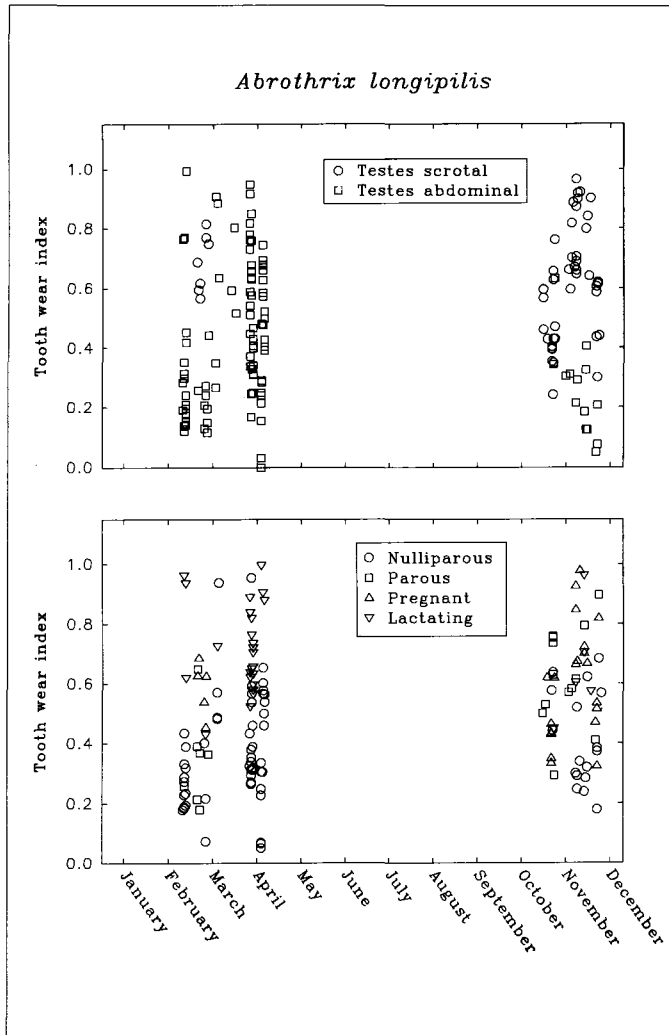 Abrothrix longipilis
Tooth wear index
1.0
0.8
0.6
0.4
0.2
0.0
Testes scrotal
Testes abdominal
Tooth wear index
1.0
0.8
0.6
0.4
0.2
0.0
Nulliparous
Parous
Pregnant
Lactating
January
February
March
April
May
June
July
August
September
October
November
December